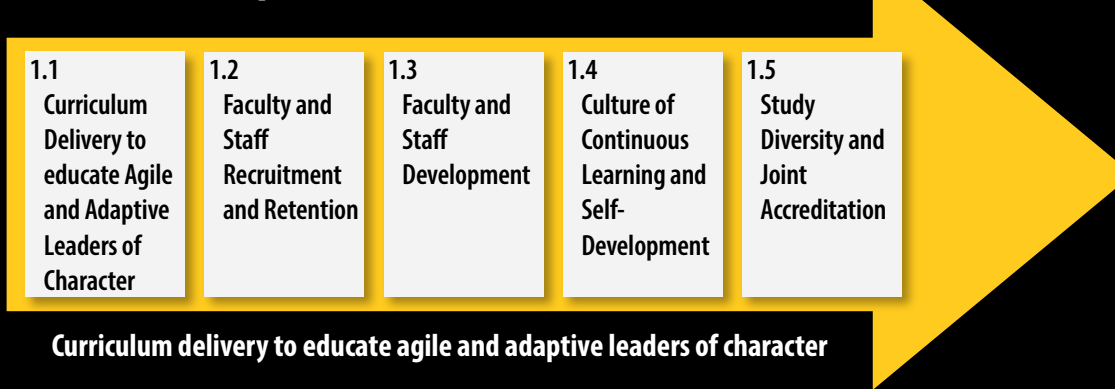 1.1
Curriculum
Delivery to
educate Agile
and Adaptive
Leaders of
Character
1.2
Faculty and
Staff
Recruitment
and Retention
1.3
Faculty and
Staff
Development
1.4
Culture of
Continuous
Learning and
Self-
Development
1.5
Study
Diversity and
Joint
Accreditation
Curriculum delivery to educate agile and adaptive leaders of character